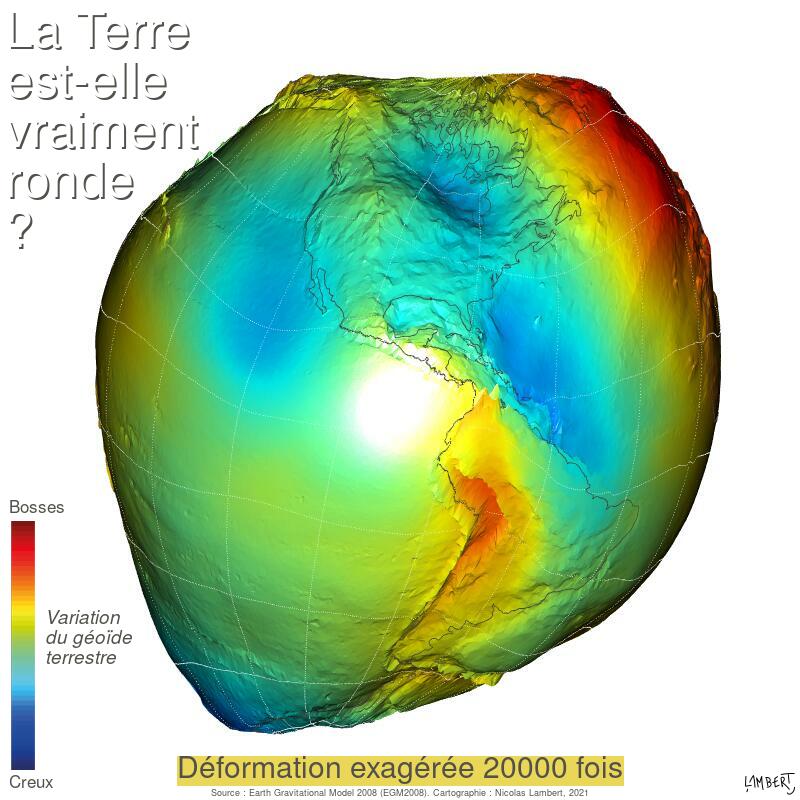 La Terre
est-elle
vraiment
ronde
?
Bosses
Variation
du géoïde
terrestre
Creux
Déformation exagérée 20000 fois
Source : Earth Gravitational Model 2008 (EGM2008). Cartographie : Nicolas Lambert, 2021
LAMBERT